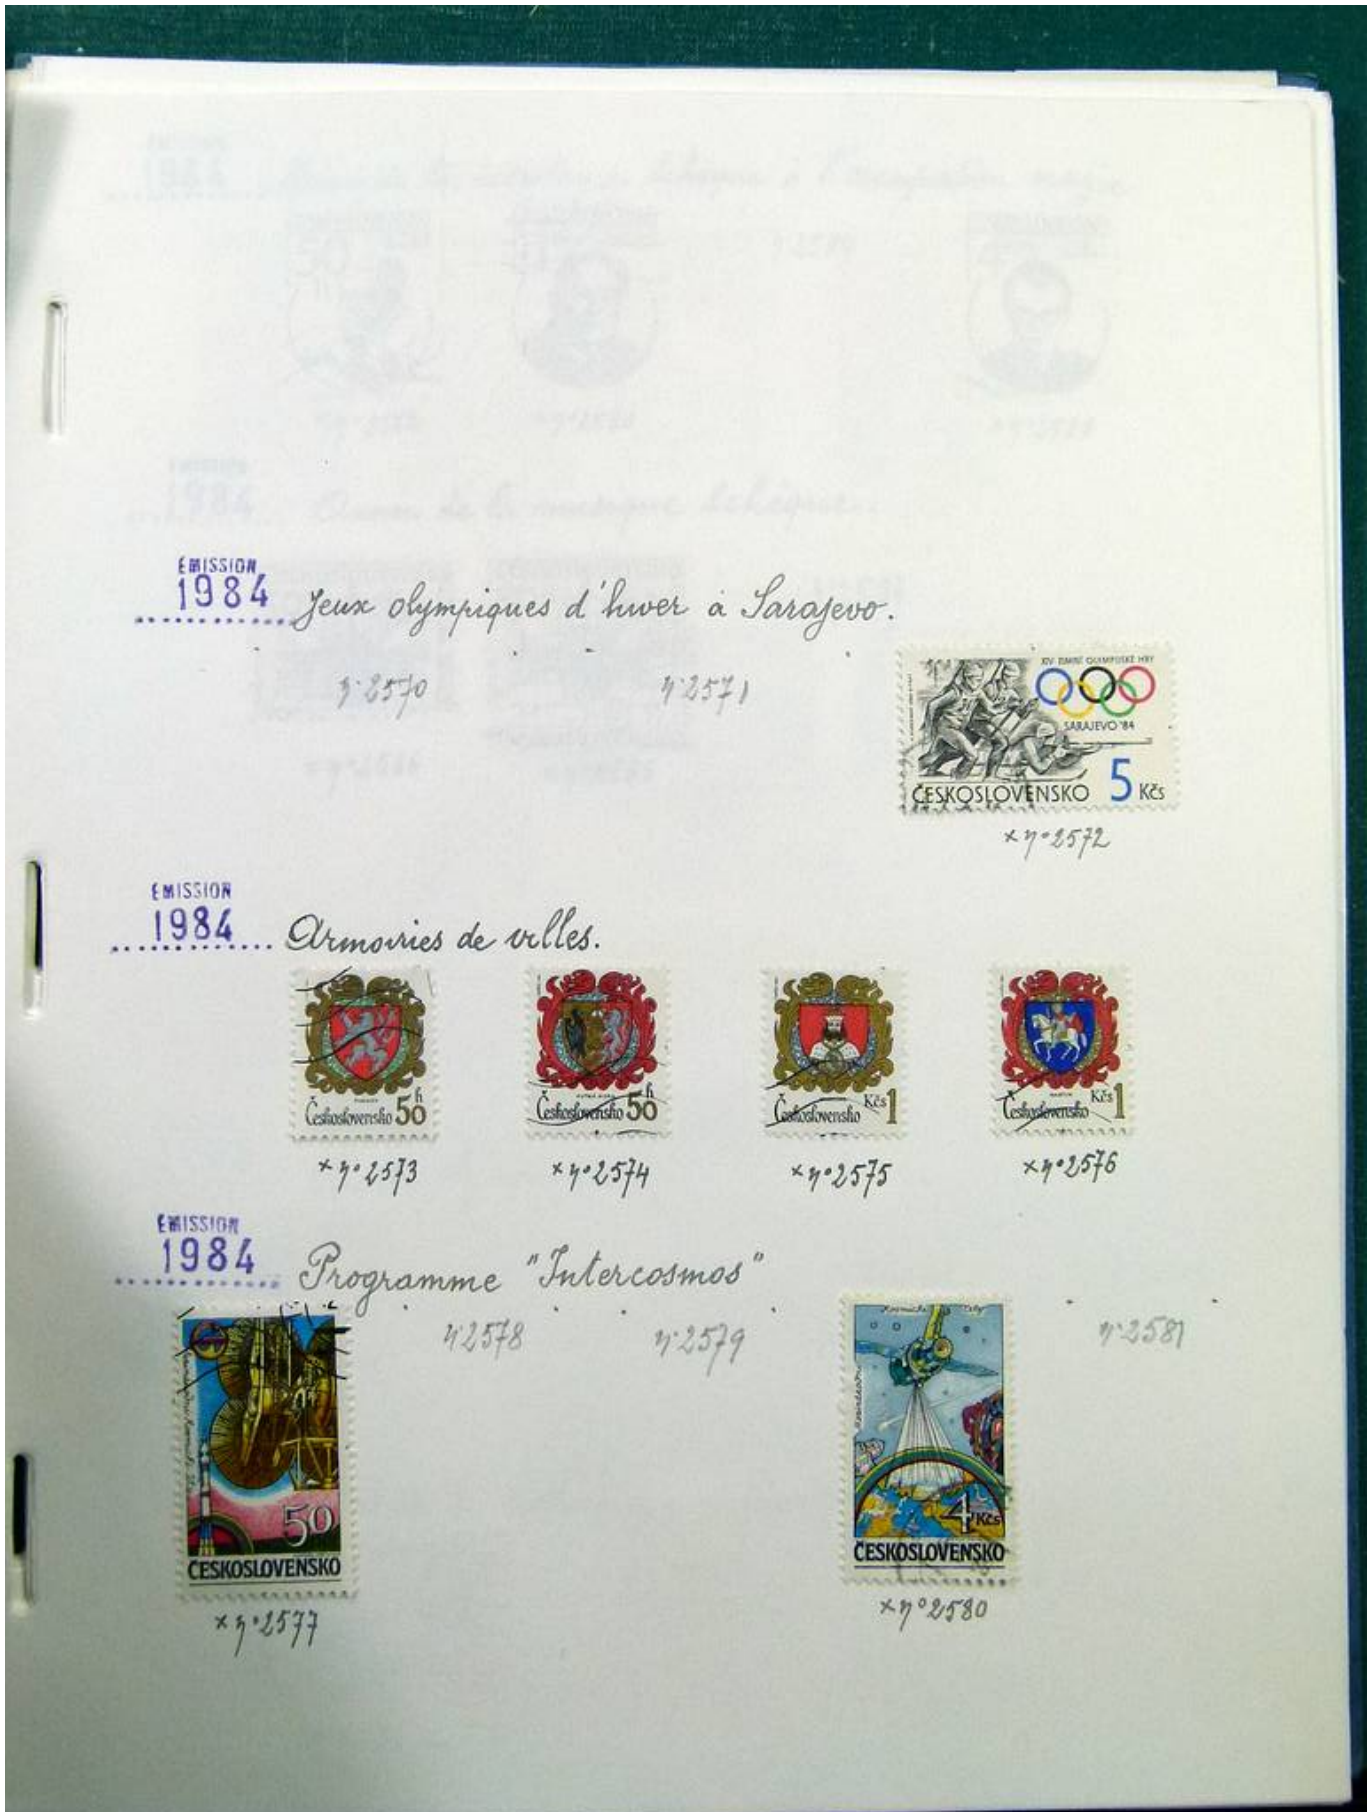 ÉMISSION
1984 Jeux olympiques d'hiver à Sarajevo.
n° 2570
n° 2571
XIV. ZIMNÍ OLYMPIJSKÉ HRY
SARAJEVO '84
ČESKOSLOVENSKO 5 Kčs
x n° 2572
ÉMISSION
1984 Armoiries de villes.
Československo 50 h
Československo 50 h
Československo Kčs 1
Československo Kčs 1
x n° 2573
x n° 2574
x n° 2575
x n° 2576
ÉMISSION
1984 Programme "Intercosmos"
n° 2578
n° 2579
n° 2581
50
ČESKOSLOVENSKO
x n° 2577
4 Kčs
ČESKOSLOVENSKO
x n° 2580